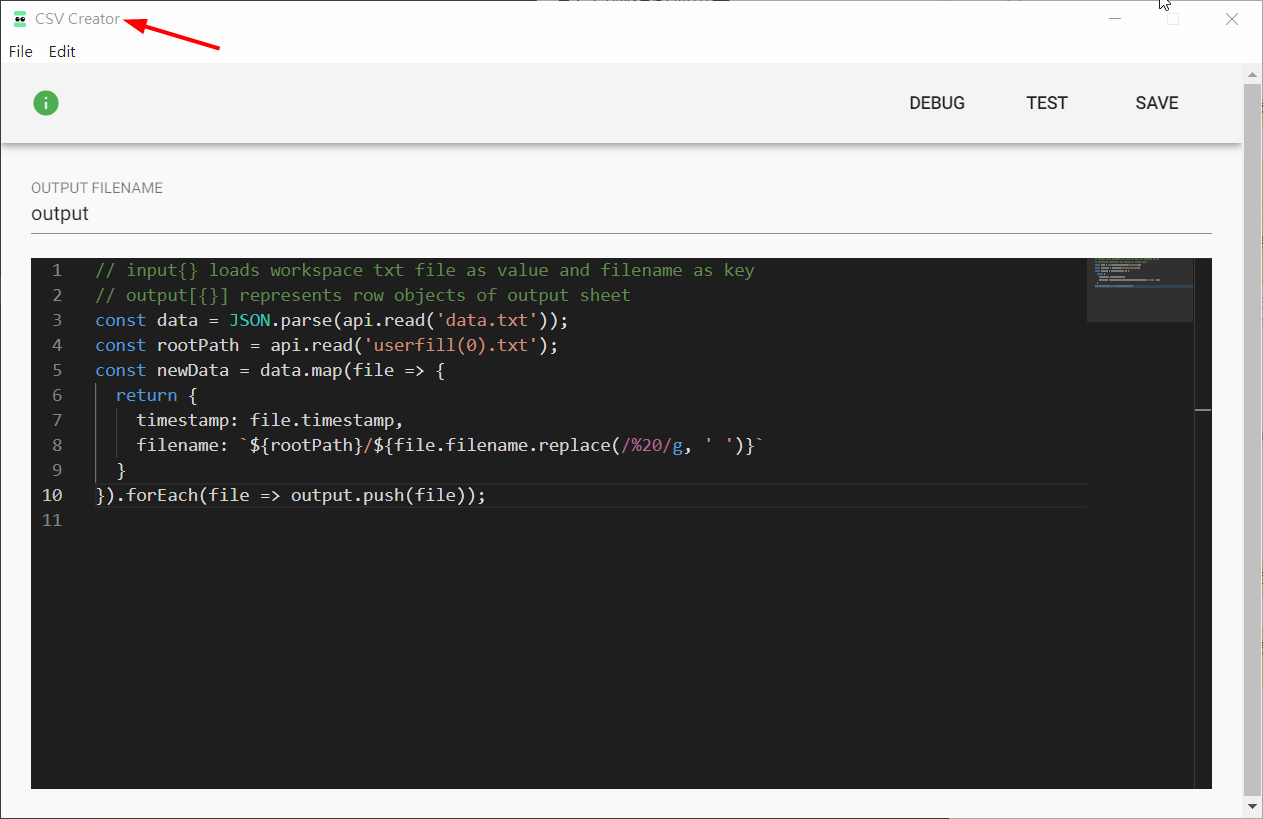 CSV Creator
File Edit
DEBUG TEST SAVE
OUTPUT FILENAME
output
1 // input{} loads workspace txt file as value and filename as key
2 // output[{}] represents row objects of output sheet
3 const data = JSON.parse(api.read('data.txt'));
4 const rootPath = api.read('userfill(0).txt');
5 const newData = data.map(file => {
6   return {
7     timestamp: file.timestamp,
8     filename: `${rootPath}/${file.filename.replace(/%20/g, ' ')}`
9   }
10 }).forEach(file => output.push(file));
11